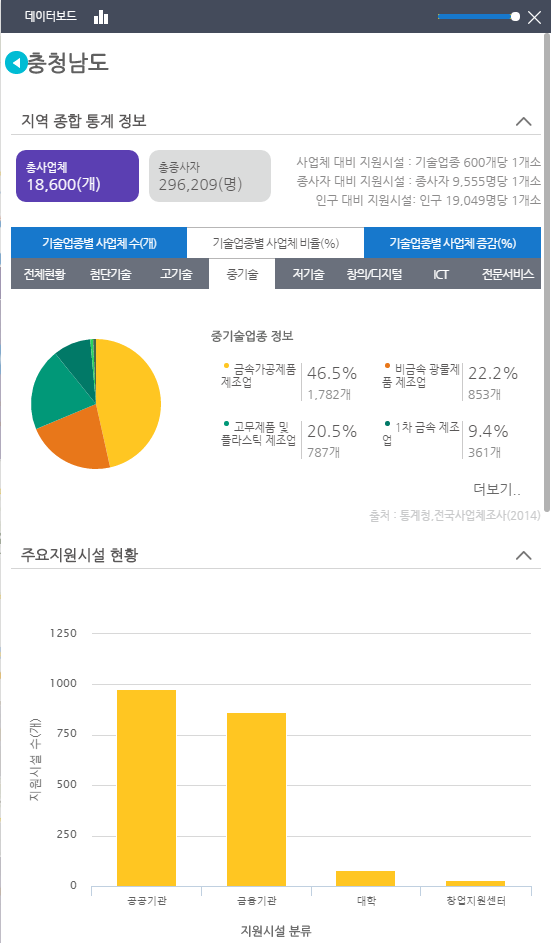 데이터보드
충청남도
지역 종합 통계 정보
총사업체
18,600(개)
총종사자
296,209(명)
사업체 대비 지원시설 : 기술업종 600개당 1개소
종사자 대비 지원시설 : 종사자 9,555명당 1개소
인구 대비 지원시설: 인구 19,049명당 1개소
기술업종별 사업체 수(개) 기술업종별 사업체 비율(%) 기술업종별 사업체 증감(%)
전체현황 첨단기술 고기술 중기술 저기술 창의/디지털 ICT 전문서비스
중기술업종 정보
금속가공제품
제조업
46.5%
1,782개
비금속 광물제
품 제조업
22.2%
853개
고무제품 및
플라스틱 제조업
20.5%
787개
1차 금속 제조
업
9.4%
361개
더보기..
출처 : 통계청,전국사업체조사(2014)
주요지원시설 현황
1250
1000
750
500
250
0
지원시설 수(개)
공공기관 금융기관 대학 창업지원센터
지원시설 분류